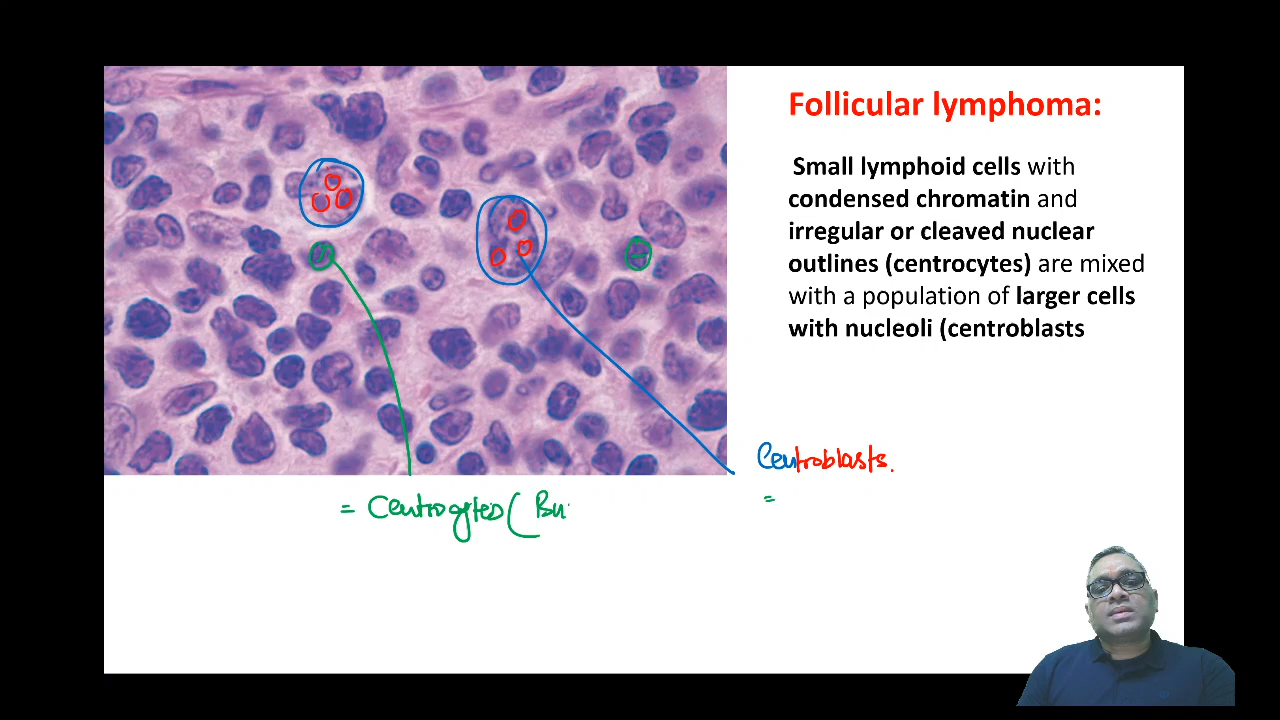 Follicular lymphoma:
Small lymphoid cells with
condensed chromatin and
irregular or cleaved nuclear
outlines (centrocytes) are mixed
with a population of larger cells
with nucleoli (centroblasts
Centroblasts.
=
= Centrocytes (